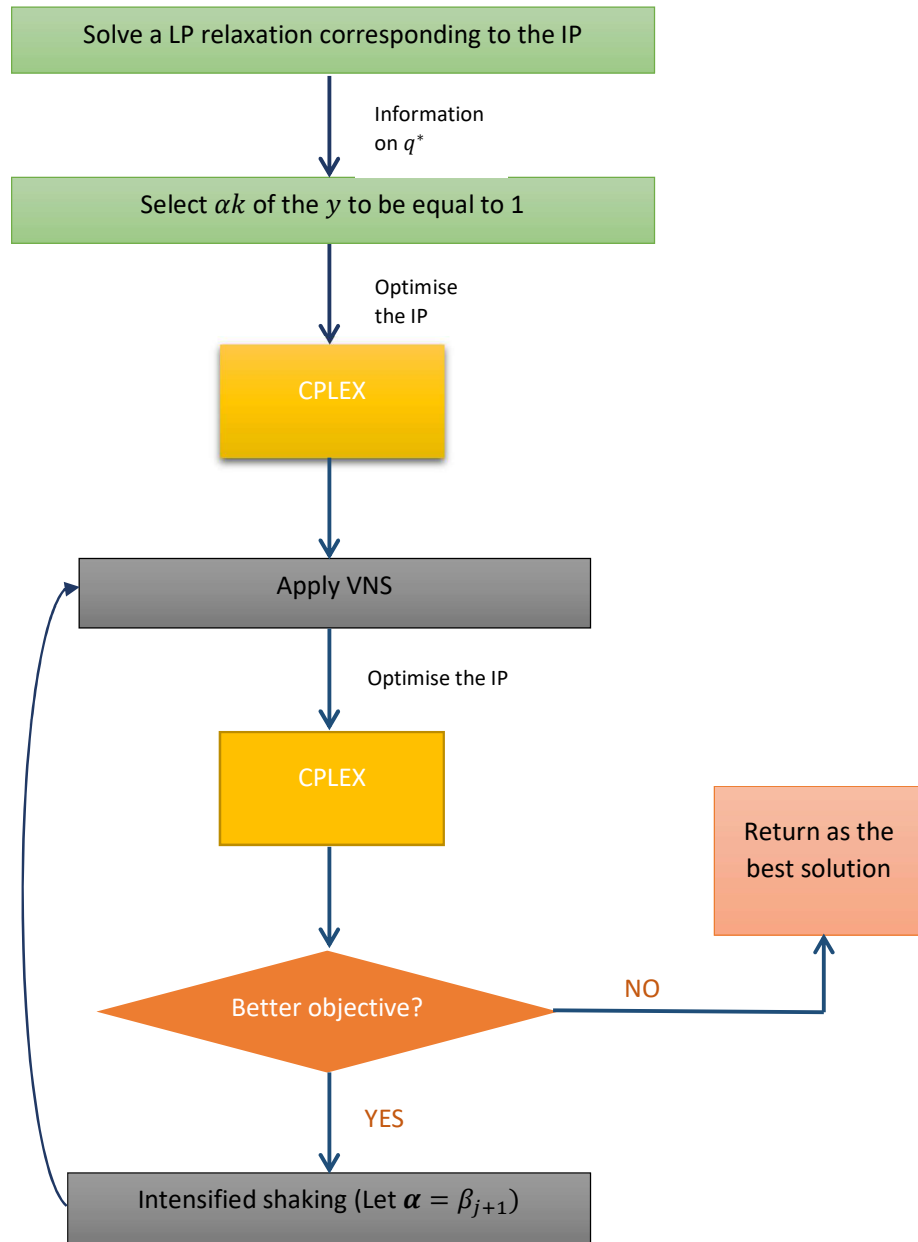 Solve a LP relaxation corresponding to the IP
Information
on q*
Select αk of the y to be equal to 1
Optimise
the IP
CPLEX
Apply VNS
Optimise the IP
CPLEX
Return as the
best solution
Better objective?
NO
YES
Intensified shaking (Let α = βj+1)